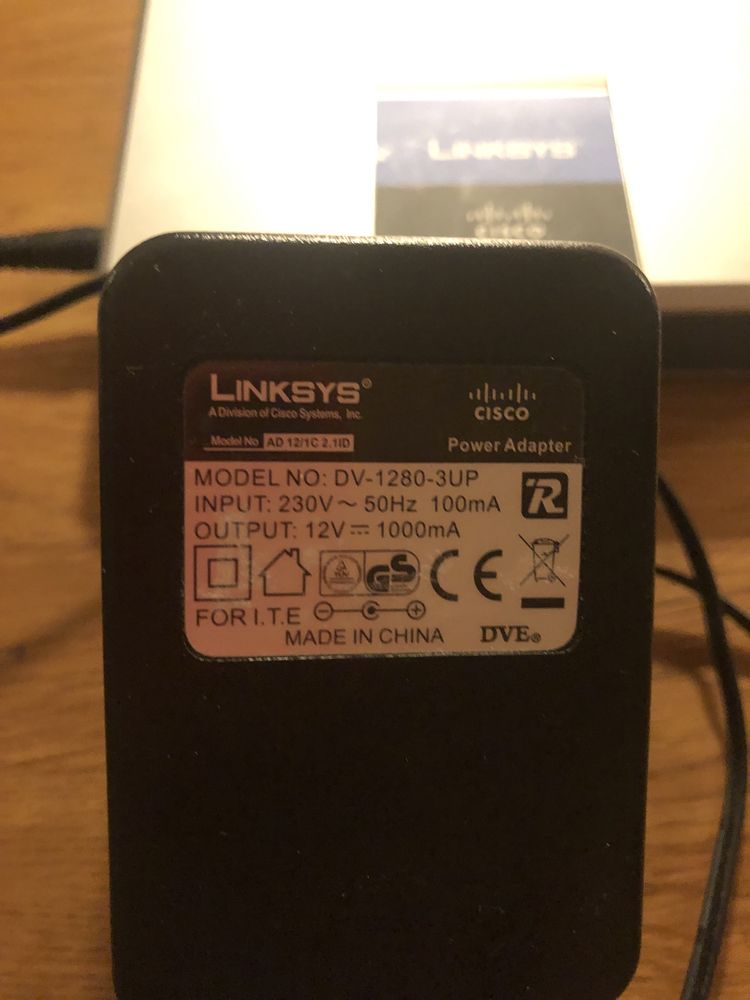 LINKSYS
CISCO
LINKSYS®
A Division of Cisco Systems, Inc.
CISCO
Model No AD 12/1C 2.1ID
Power Adapter
MODEL NO: DV-1280-3UP
INPUT: 230V～ 50Hz 100mA
OUTPUT: 12V⎓ 1000mA
R
GS
CE
FOR I.T.E
MADE IN CHINA
DVE®